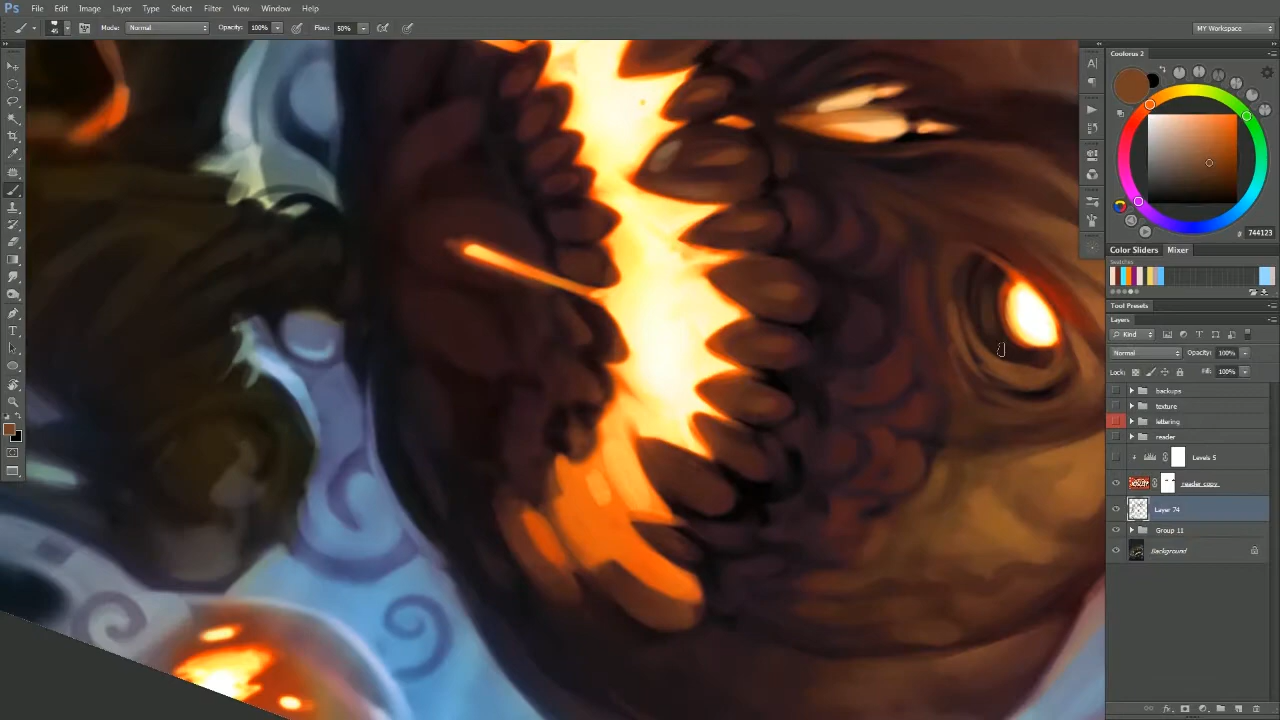 Ps File Edit Image Layer Type Select Filter View Window Help
45 Mode: Normal Opacity: 100% Flow: 50% MY Workspace
Coolorus 2
# 744123
Color Sliders Mixer
Swatches
Tool Presets
Layers
Kind
Normal Opacity: 100%
Lock: Fill: 100%
backups
texture
lettering
reader
Levels 5
reader copy
Layer 74
Group 11
Background